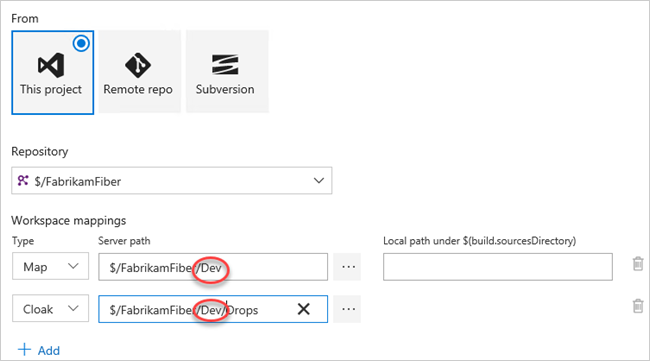 From
This project
Remote repo
Subversion
Repository
$/FabrikamFiber
Workspace mappings
Type Server path Local path under $(build.sourcesDirectory)
Map $/FabrikamFiber/Dev ...
Cloak $/FabrikamFiber/Dev/Drops ...
+ Add